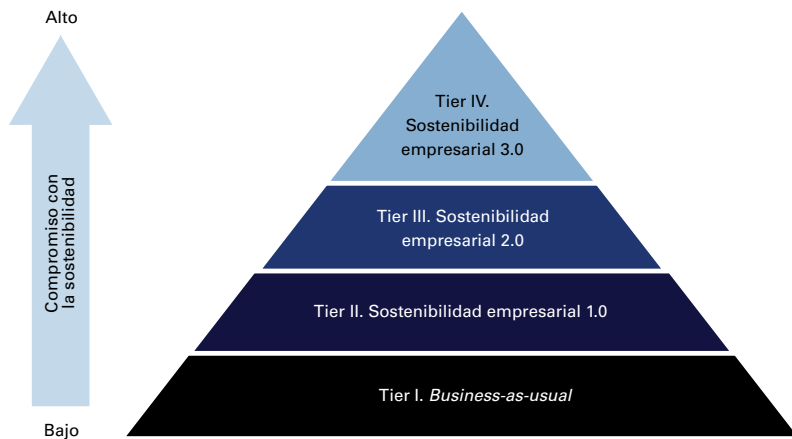 Alto
Compromiso con
la sostenibilidad
Bajo
Tier IV.
Sostenibilidad
empresarial 3.0
Tier III. Sostenibilidad
empresarial 2.0
Tier II. Sostenibilidad empresarial 1.0
Tier I. Business-as-usual